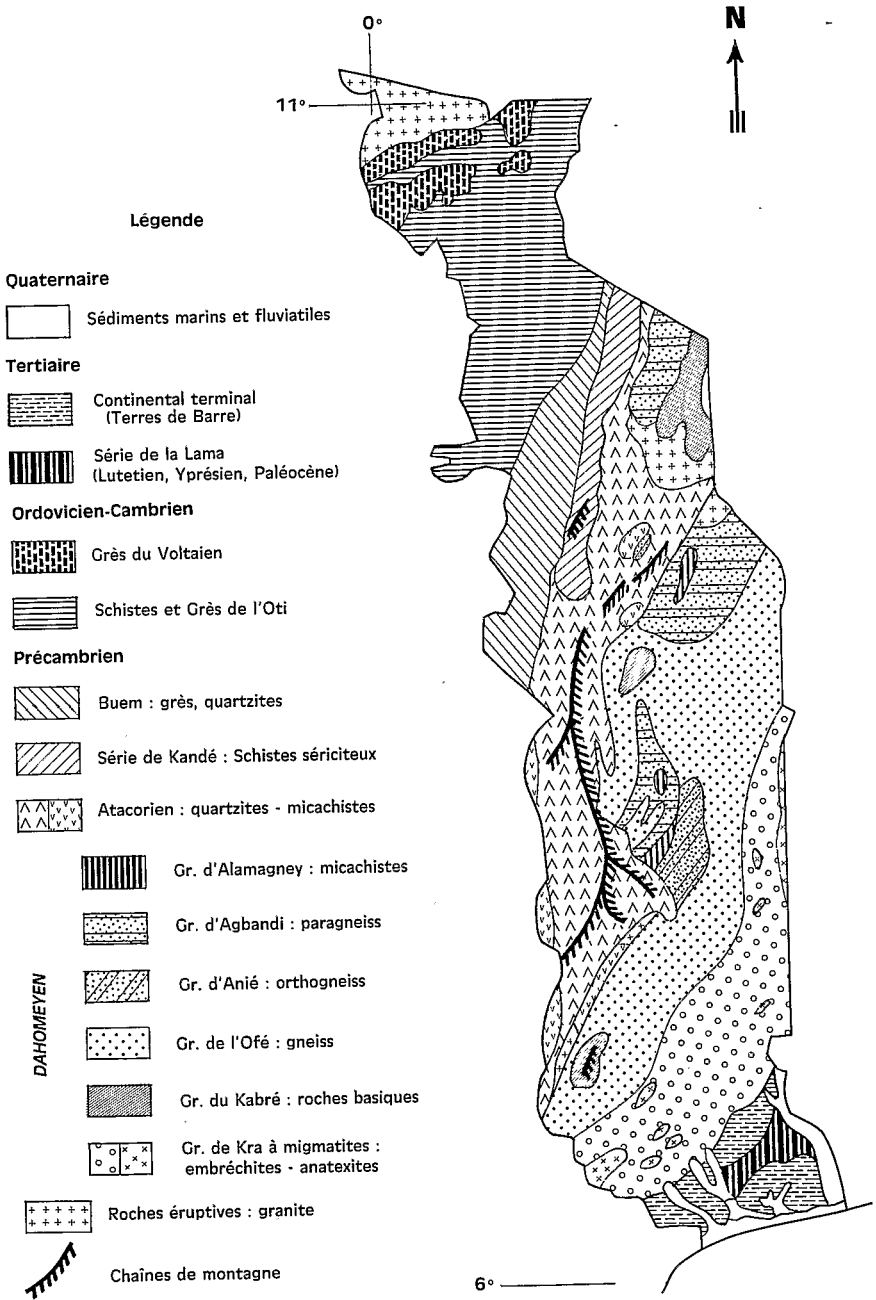 0°
N
11°
Légende
Quaternaire
Sédiments marins et fluviatiles
Tertiaire
Continental terminal
(Terres de Barre)
Série de la Lama
(Lutetien, Yprésien, Paléocène)
Ordovicien-Cambrien
Grès du Voltaien
Schistes et Grès de l'Oti
Précambrien
Buem : grès, quartzites
Série de Kandé : Schistes sériciteux
Atacorien : quartzites - micachistes
DAHOMEYEN
Gr. d'Alamagney : micachistes
Gr. d'Agbandi : paragneiss
Gr. d'Anié : orthogneiss
Gr. de l'Ofé : gneiss
Gr. du Kabré : roches basiques
Gr. de Kra à migmatites :
embréchites - anatexites
Roches éruptives : granite
Chaînes de montagne
6°